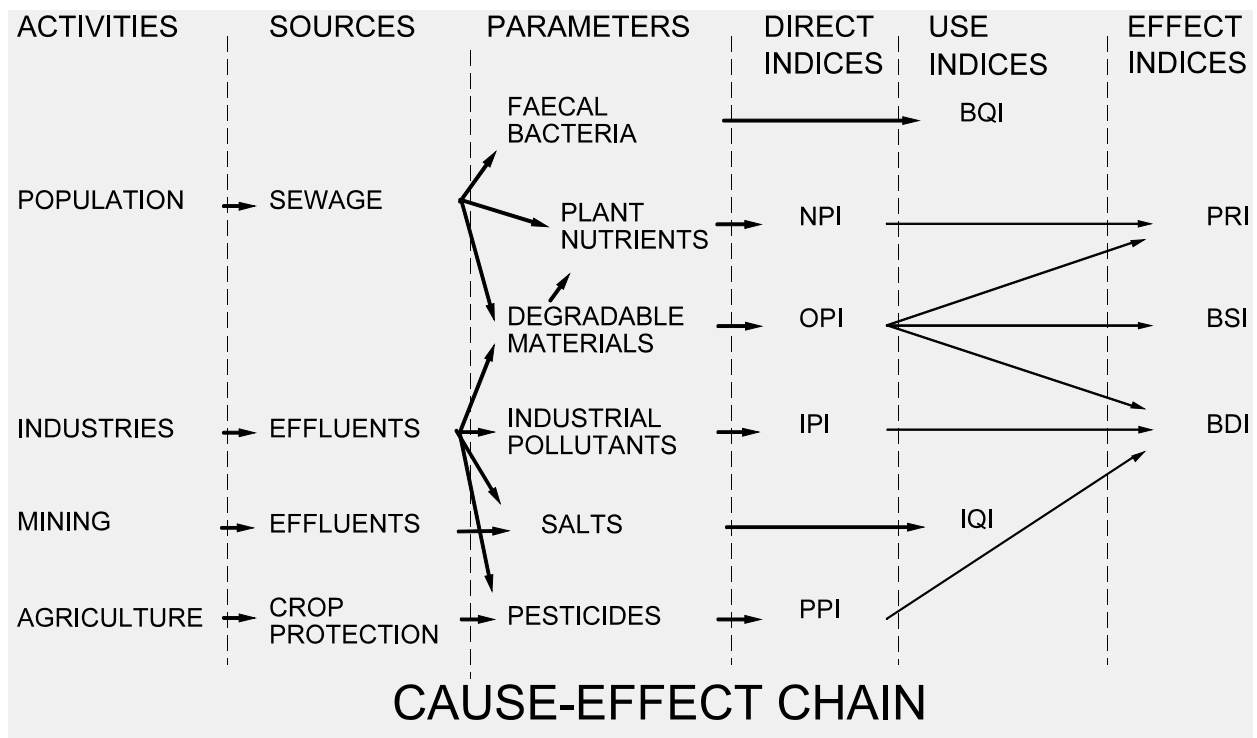 ACTIVITIES
SOURCES
PARAMETERS
DIRECT
INDICES
USE
INDICES
EFFECT
INDICES
FAECAL
BACTERIA
BQI
POPULATION
SEWAGE
PLANT
NUTRIENTS
NPI
PRI
DEGRADABLE
MATERIALS
OPI
BSI
INDUSTRIES
EFFLUENTS
INDUSTRIAL
POLLUTANTS
IPI
BDI
MINING
EFFLUENTS
SALTS
IQI
AGRICULTURE
CROP
PROTECTION
PESTICIDES
PPI
CAUSE-EFFECT CHAIN